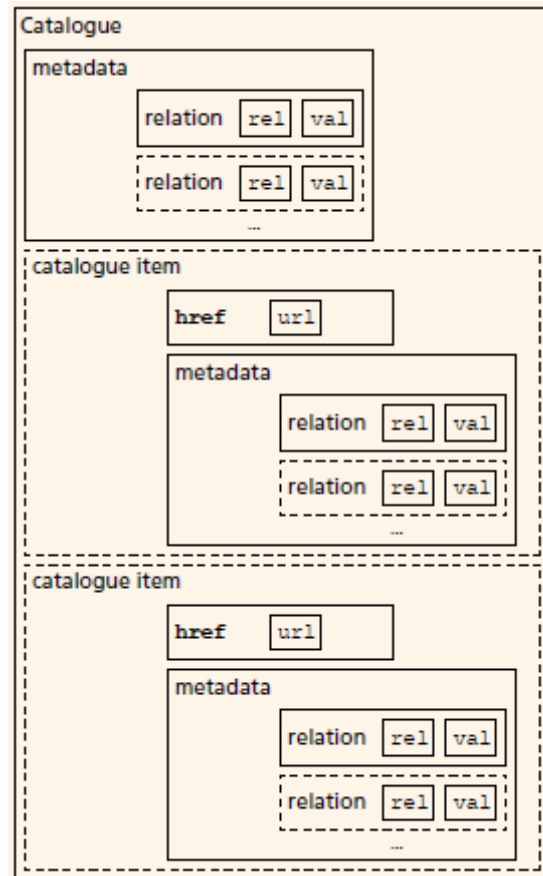 Catalogue
metadata
relation rel val
relation rel val
...
catalogue item
href url
metadata
relation rel val
relation rel val
...
catalogue item
href url
metadata
relation rel val
relation rel val
...